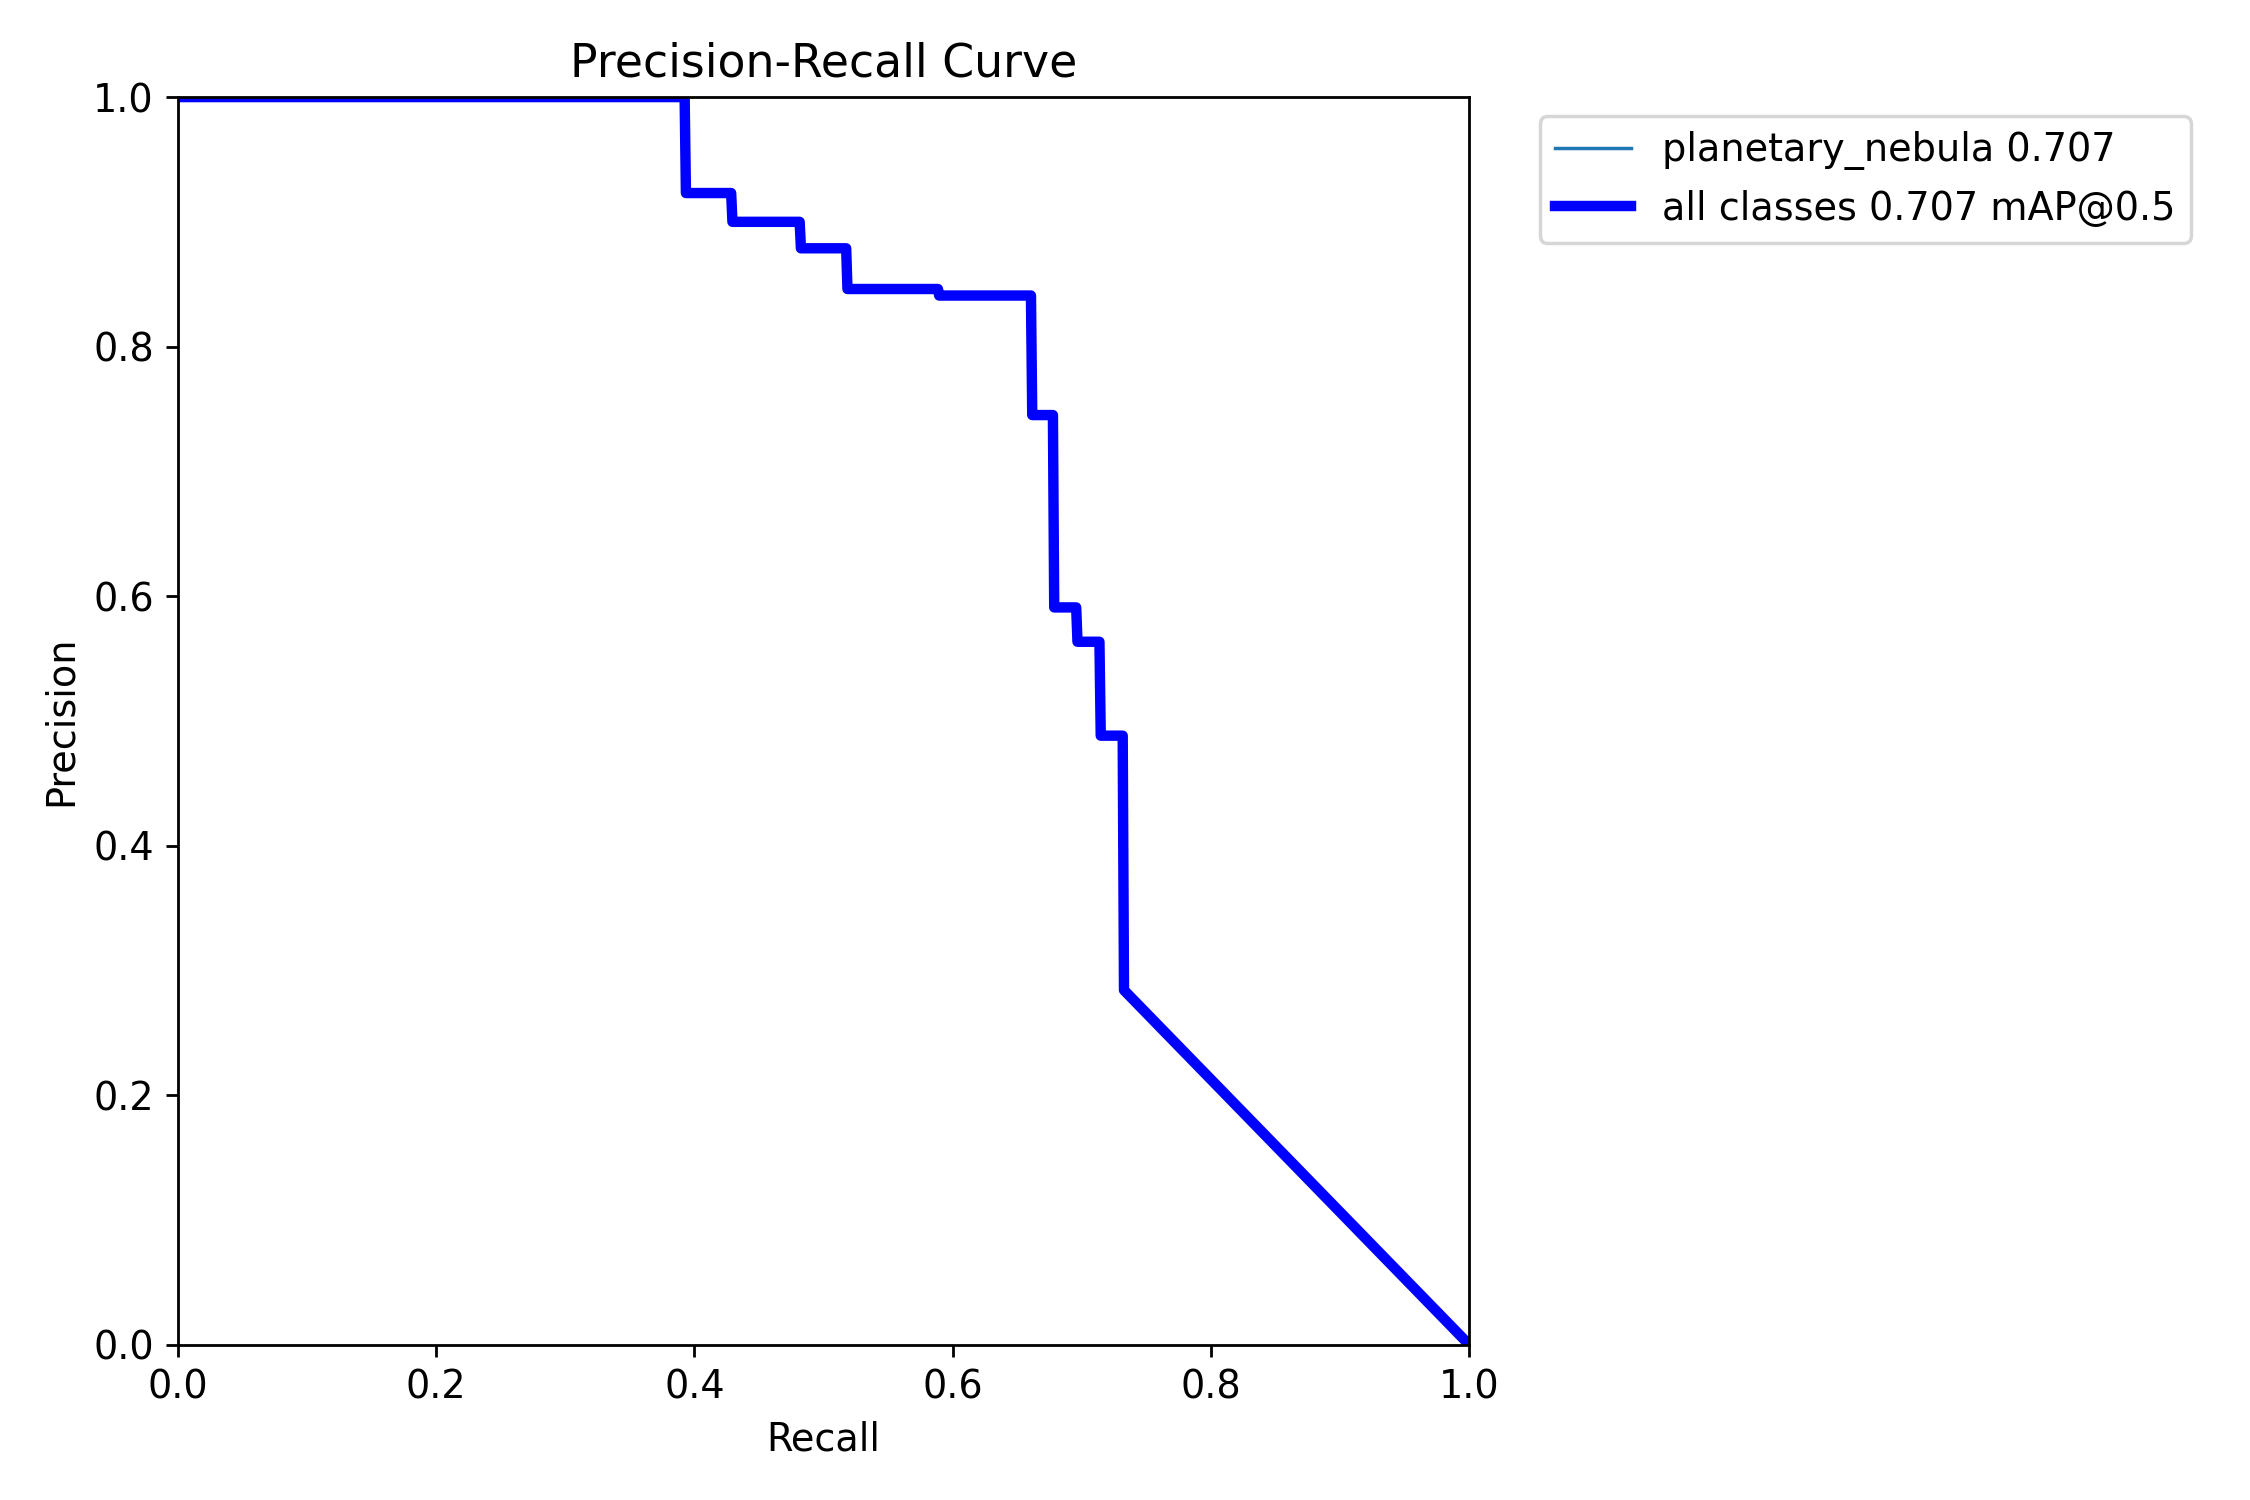 Precision-Recall Curve
1.0
0.8
0.6
0.4
0.2
0.0
Precision
0.0 0.2 0.4 0.6 0.8 1.0
Recall
planetary_nebula 0.707
all classes 0.707 mAP@0.5